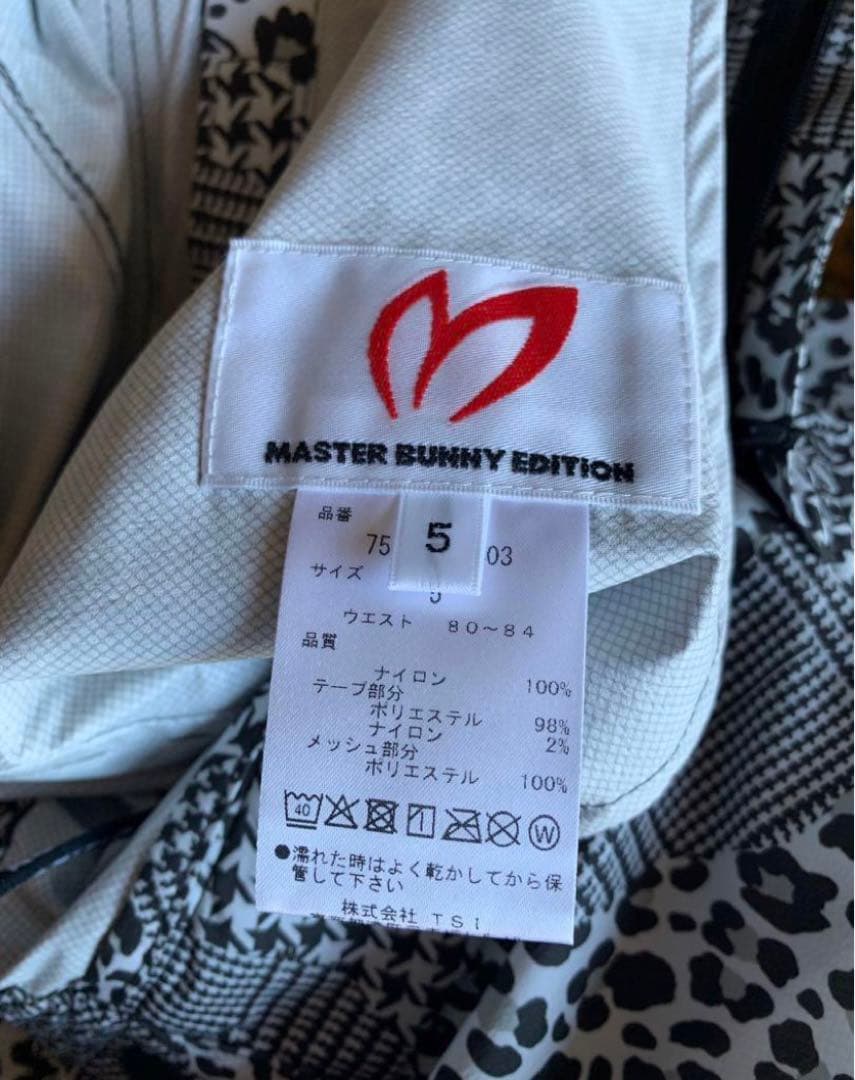 MASTER BUNNY EDITION
5
品番
75 03
サイズ
5
ウエスト 80~84
品質
ナイロン 100%
テープ部分
ポリエステル 98%
ナイロン 2%
メッシュ部分
ポリエステル 100%
40 W
●濡れた時はよく乾かしてから保
管して下さい
株式会社 TSI